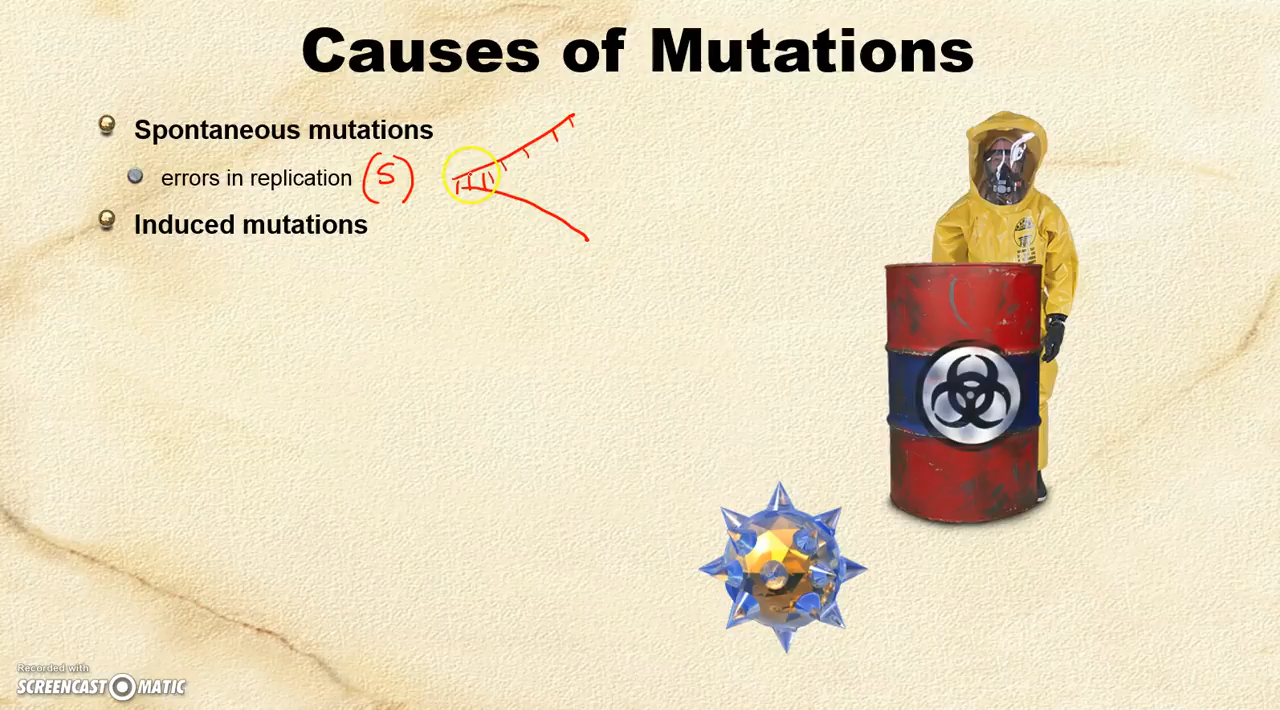 Causes of Mutations
Spontaneous mutations
errors in replication (S)
Induced mutations
Recorded with
SCREENCAST MATIC